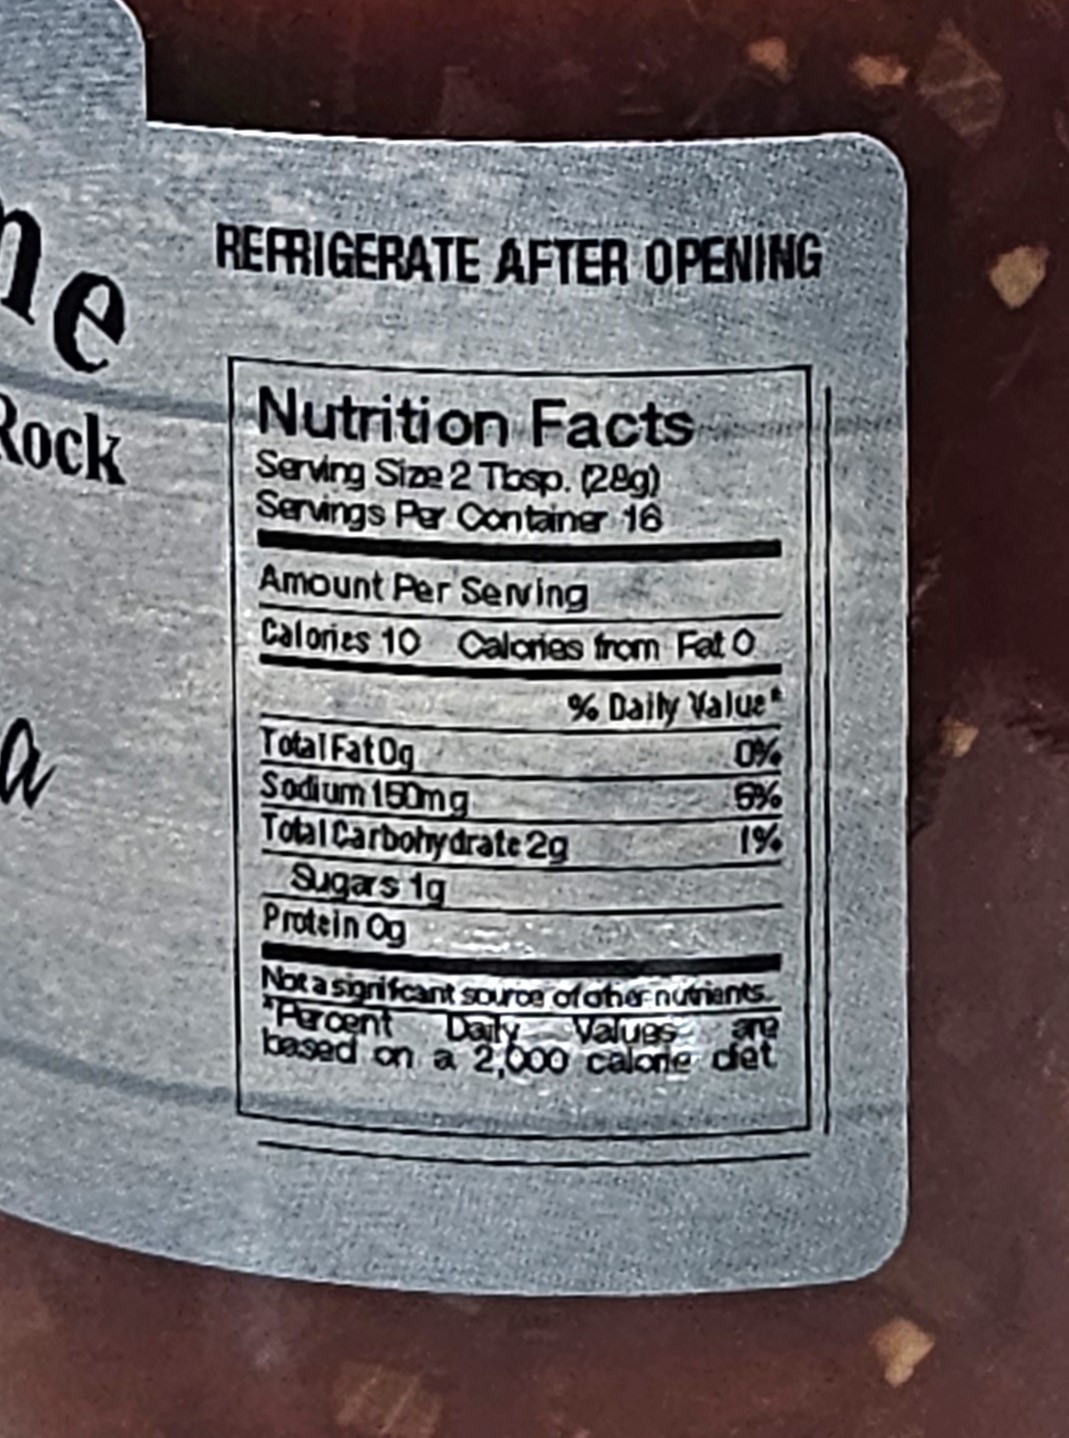 ne
REFRIGERATE AFTER OPENING
Rock
a
Nutrition Facts
Serving Size 2 Tbsp. (28g)
Servings Per Container 16
Amount Per Serving
Calories 10 Calories from Fat 0
% Daily Value*
Total Fat 0g 0%
Sodium 150mg 6%
Total Carbohydrate 2g 1%
Sugars 1g
Protein 0g
Not a significant source of other nutrients.
*Percent Daily Values are
based on a 2,000 calorie diet